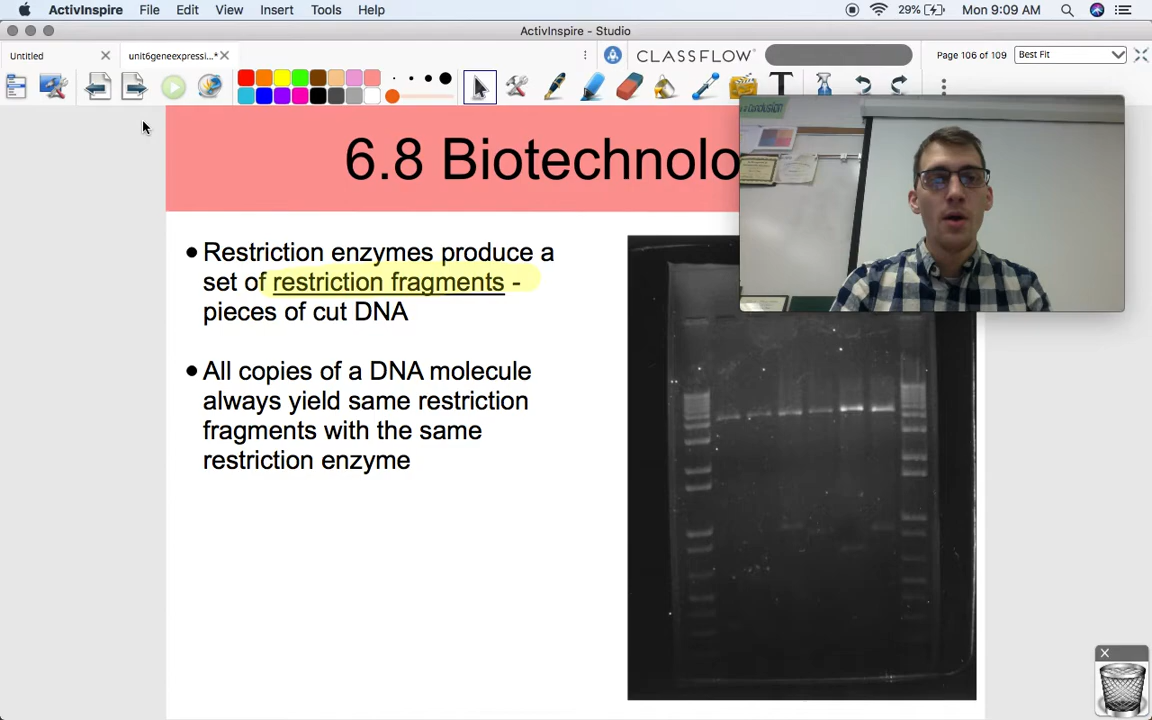 ActivInspire File Edit View Insert Tools Help 29% Mon 9:09 AM
ActivInspire - Studio
Untitled unit6geneexpressi...* CLASSFLOW Page 106 of 109 Best Fit
T
6.8 Biotechnolo
• Restriction enzymes produce a
set of restriction fragments -
pieces of cut DNA
• All copies of a DNA molecule
always yield same restriction
fragments with the same
restriction enzyme